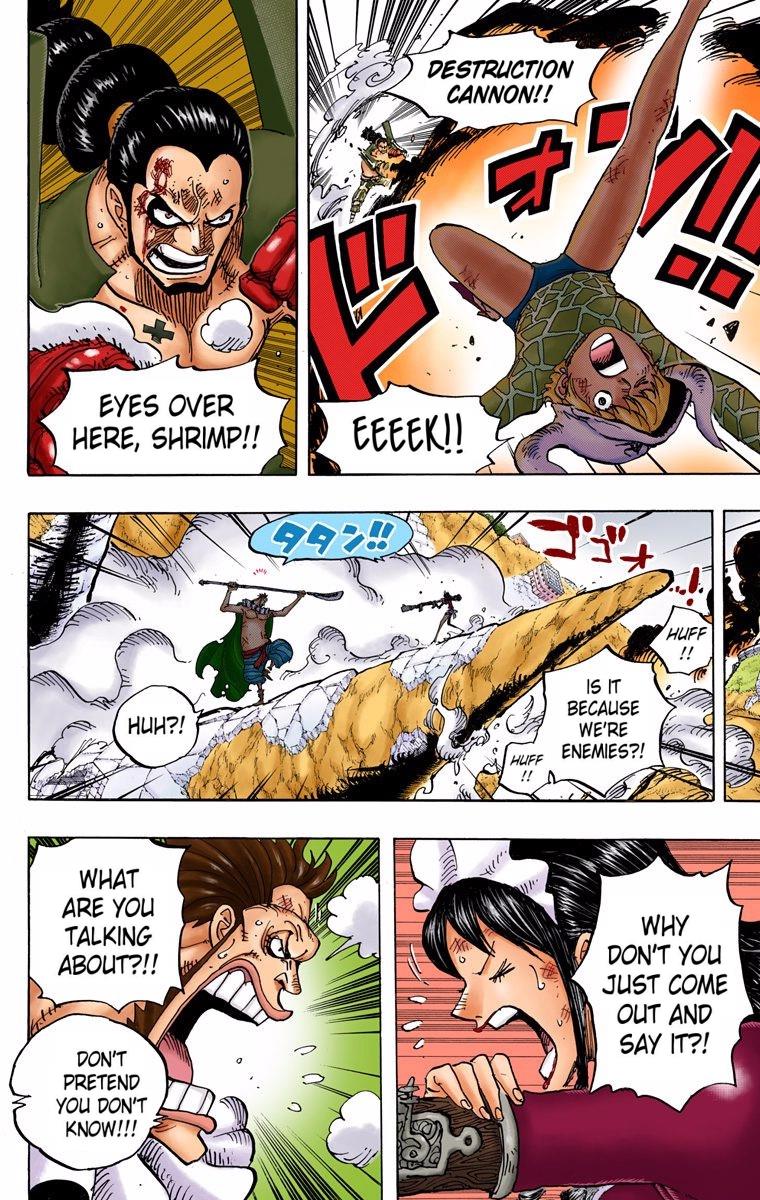 DESTRUCTION
CANNON!!
ドォン!!
EEEEK!!
EYES OVER
HERE, SHRIMP!!
ゴゴォ…!
タタン!!
HUFF
!!
IS IT
BECAUSE
WE'RE
ENEMIES?!
HUFF
!!
HUH?!
WHY
DON'T YOU
JUST COME
OUT AND
SAY IT?!
WHAT
ARE YOU
TALKING
ABOUT?!!
DON'T
PRETEND
YOU DON'T
KNOW!!!